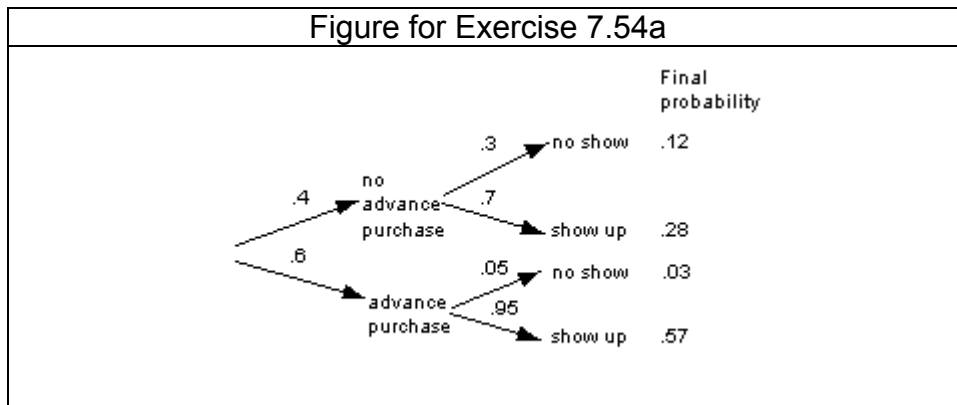 Figure for Exercise 7.54a
Final
probability
.3
no show .12
no
advance
purchase
.4
.7
show up .28
.6
.05
no show .03
advance
purchase
.95
show up .57